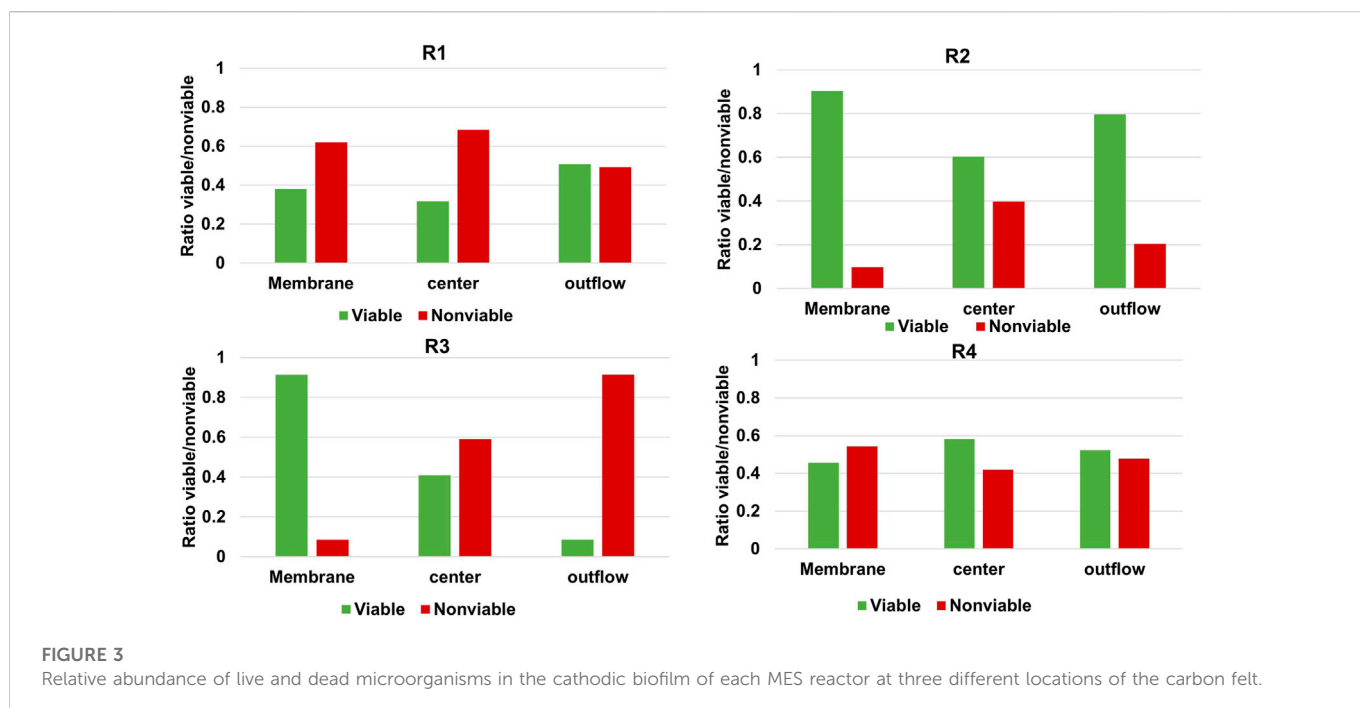 R1
Ratio viable/nonviable
1
0.8
0.6
0.4
0.2
0
Membrane center outflow
Viable Nonviable
R2
Ratio viable/nonviable
1
0.8
0.6
0.4
0.2
0
Membrane center outflow
Viable Nonviable
R3
Ratio viable/nonviable
1
0.8
0.6
0.4
0.2
0
Membrane center outflow
Viable Nonviable
R4
Ratio viable/nonviable
1
0.8
0.6
0.4
0.2
0
Membrane center outflow
Viable Nonviable
FIGURE 3
Relative abundance of live and dead microorganisms in the cathodic biofilm of each MES reactor at three different locations of the carbon felt.